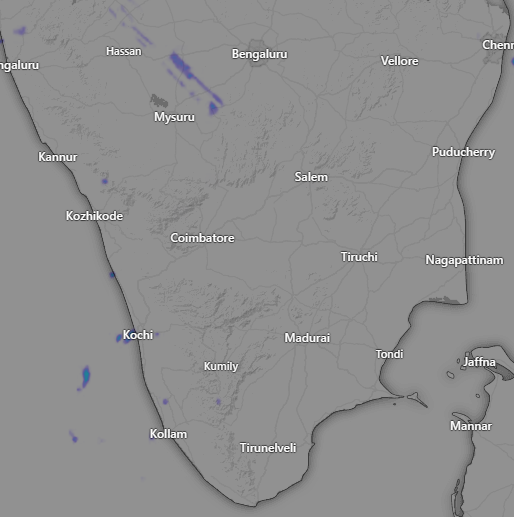 Hassan
Bengaluru
Chenn
ngaluru
Vellore
Mysuru
Kannur
Puducherry
Salem
Kozhikode
Coimbatore
Tiruchi
Nagapattinam
Kochi
Madurai
Tondi
Jaffna
Kumily
Kollam
Mannar
Tirunelveli